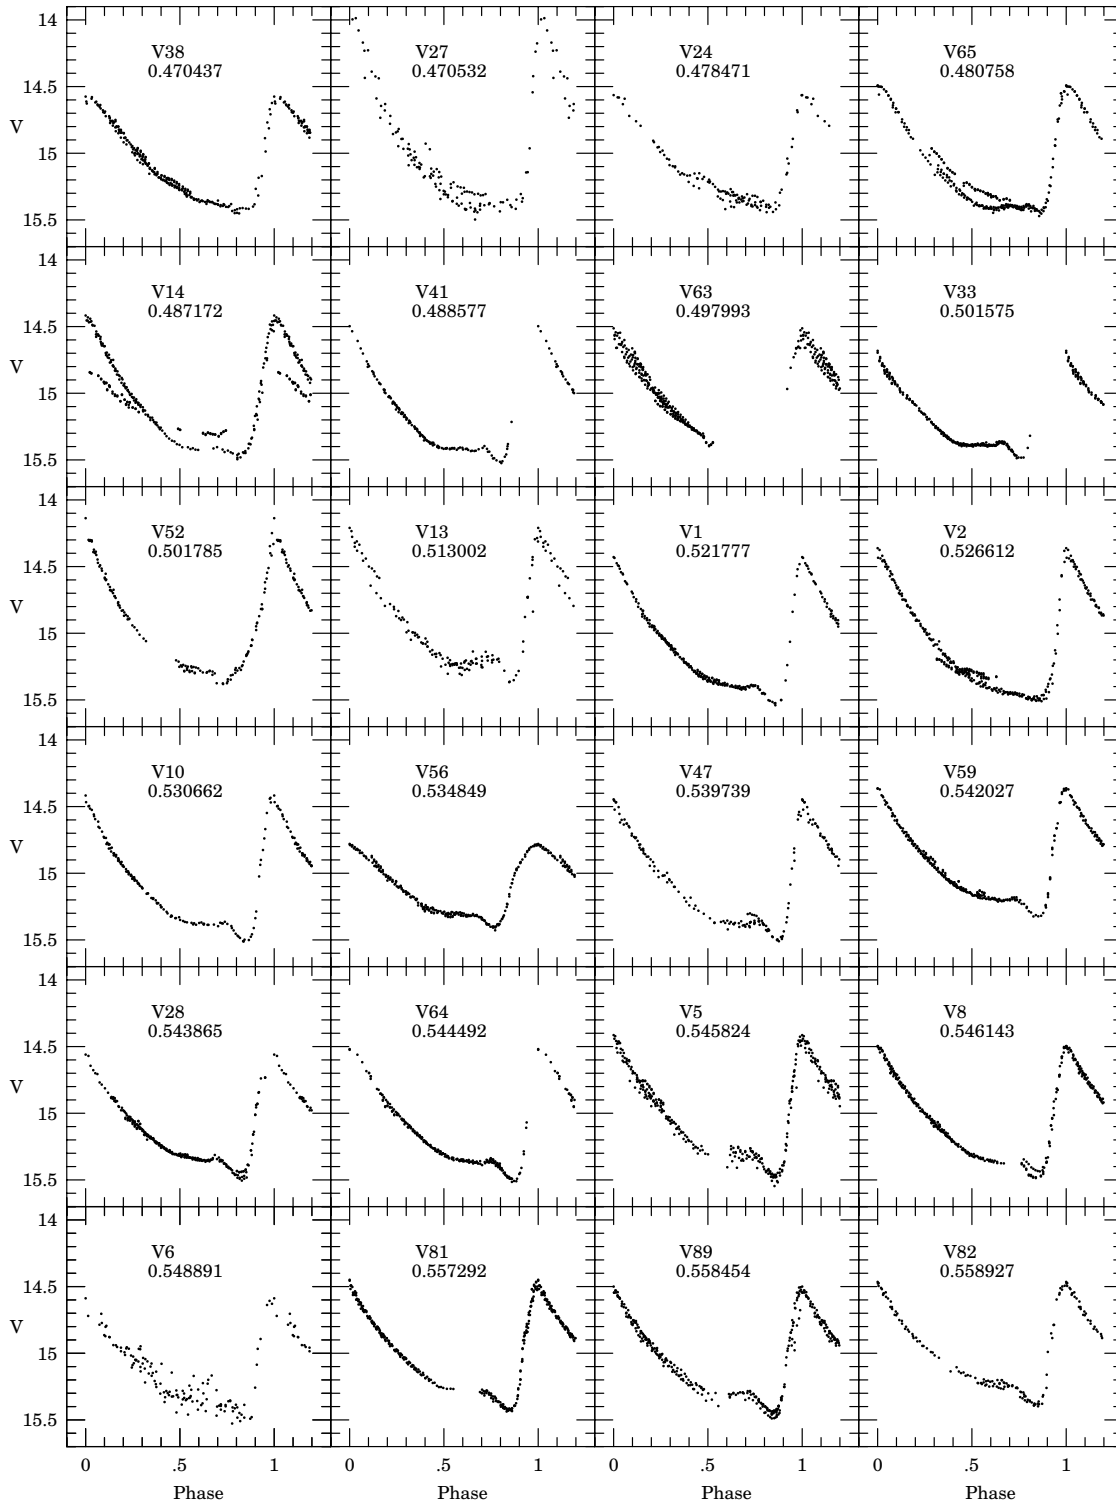 14
14.5
V
15
15.5
V38
0.470437
V27
0.470532
V24
0.478471
V65
0.480758
14
14.5
V
15
15.5
V14
0.487172
V41
0.488577
V63
0.497993
V33
0.501575
14
14.5
V
15
15.5
V52
0.501785
V13
0.513002
V1
0.521777
V2
0.526612
14
14.5
V
15
15.5
V10
0.530662
V56
0.534849
V47
0.539739
V59
0.542027
14
14.5
V
15
15.5
V28
0.543865
V64
0.544492
V5
0.545824
V8
0.546143
14
14.5
V
15
15.5
V6
0.548891
V81
0.557292
V89
0.558454
V82
0.558927
0 .5 1
0 .5 1
0 .5 1
0 .5 1
Phase
Phase
Phase
Phase